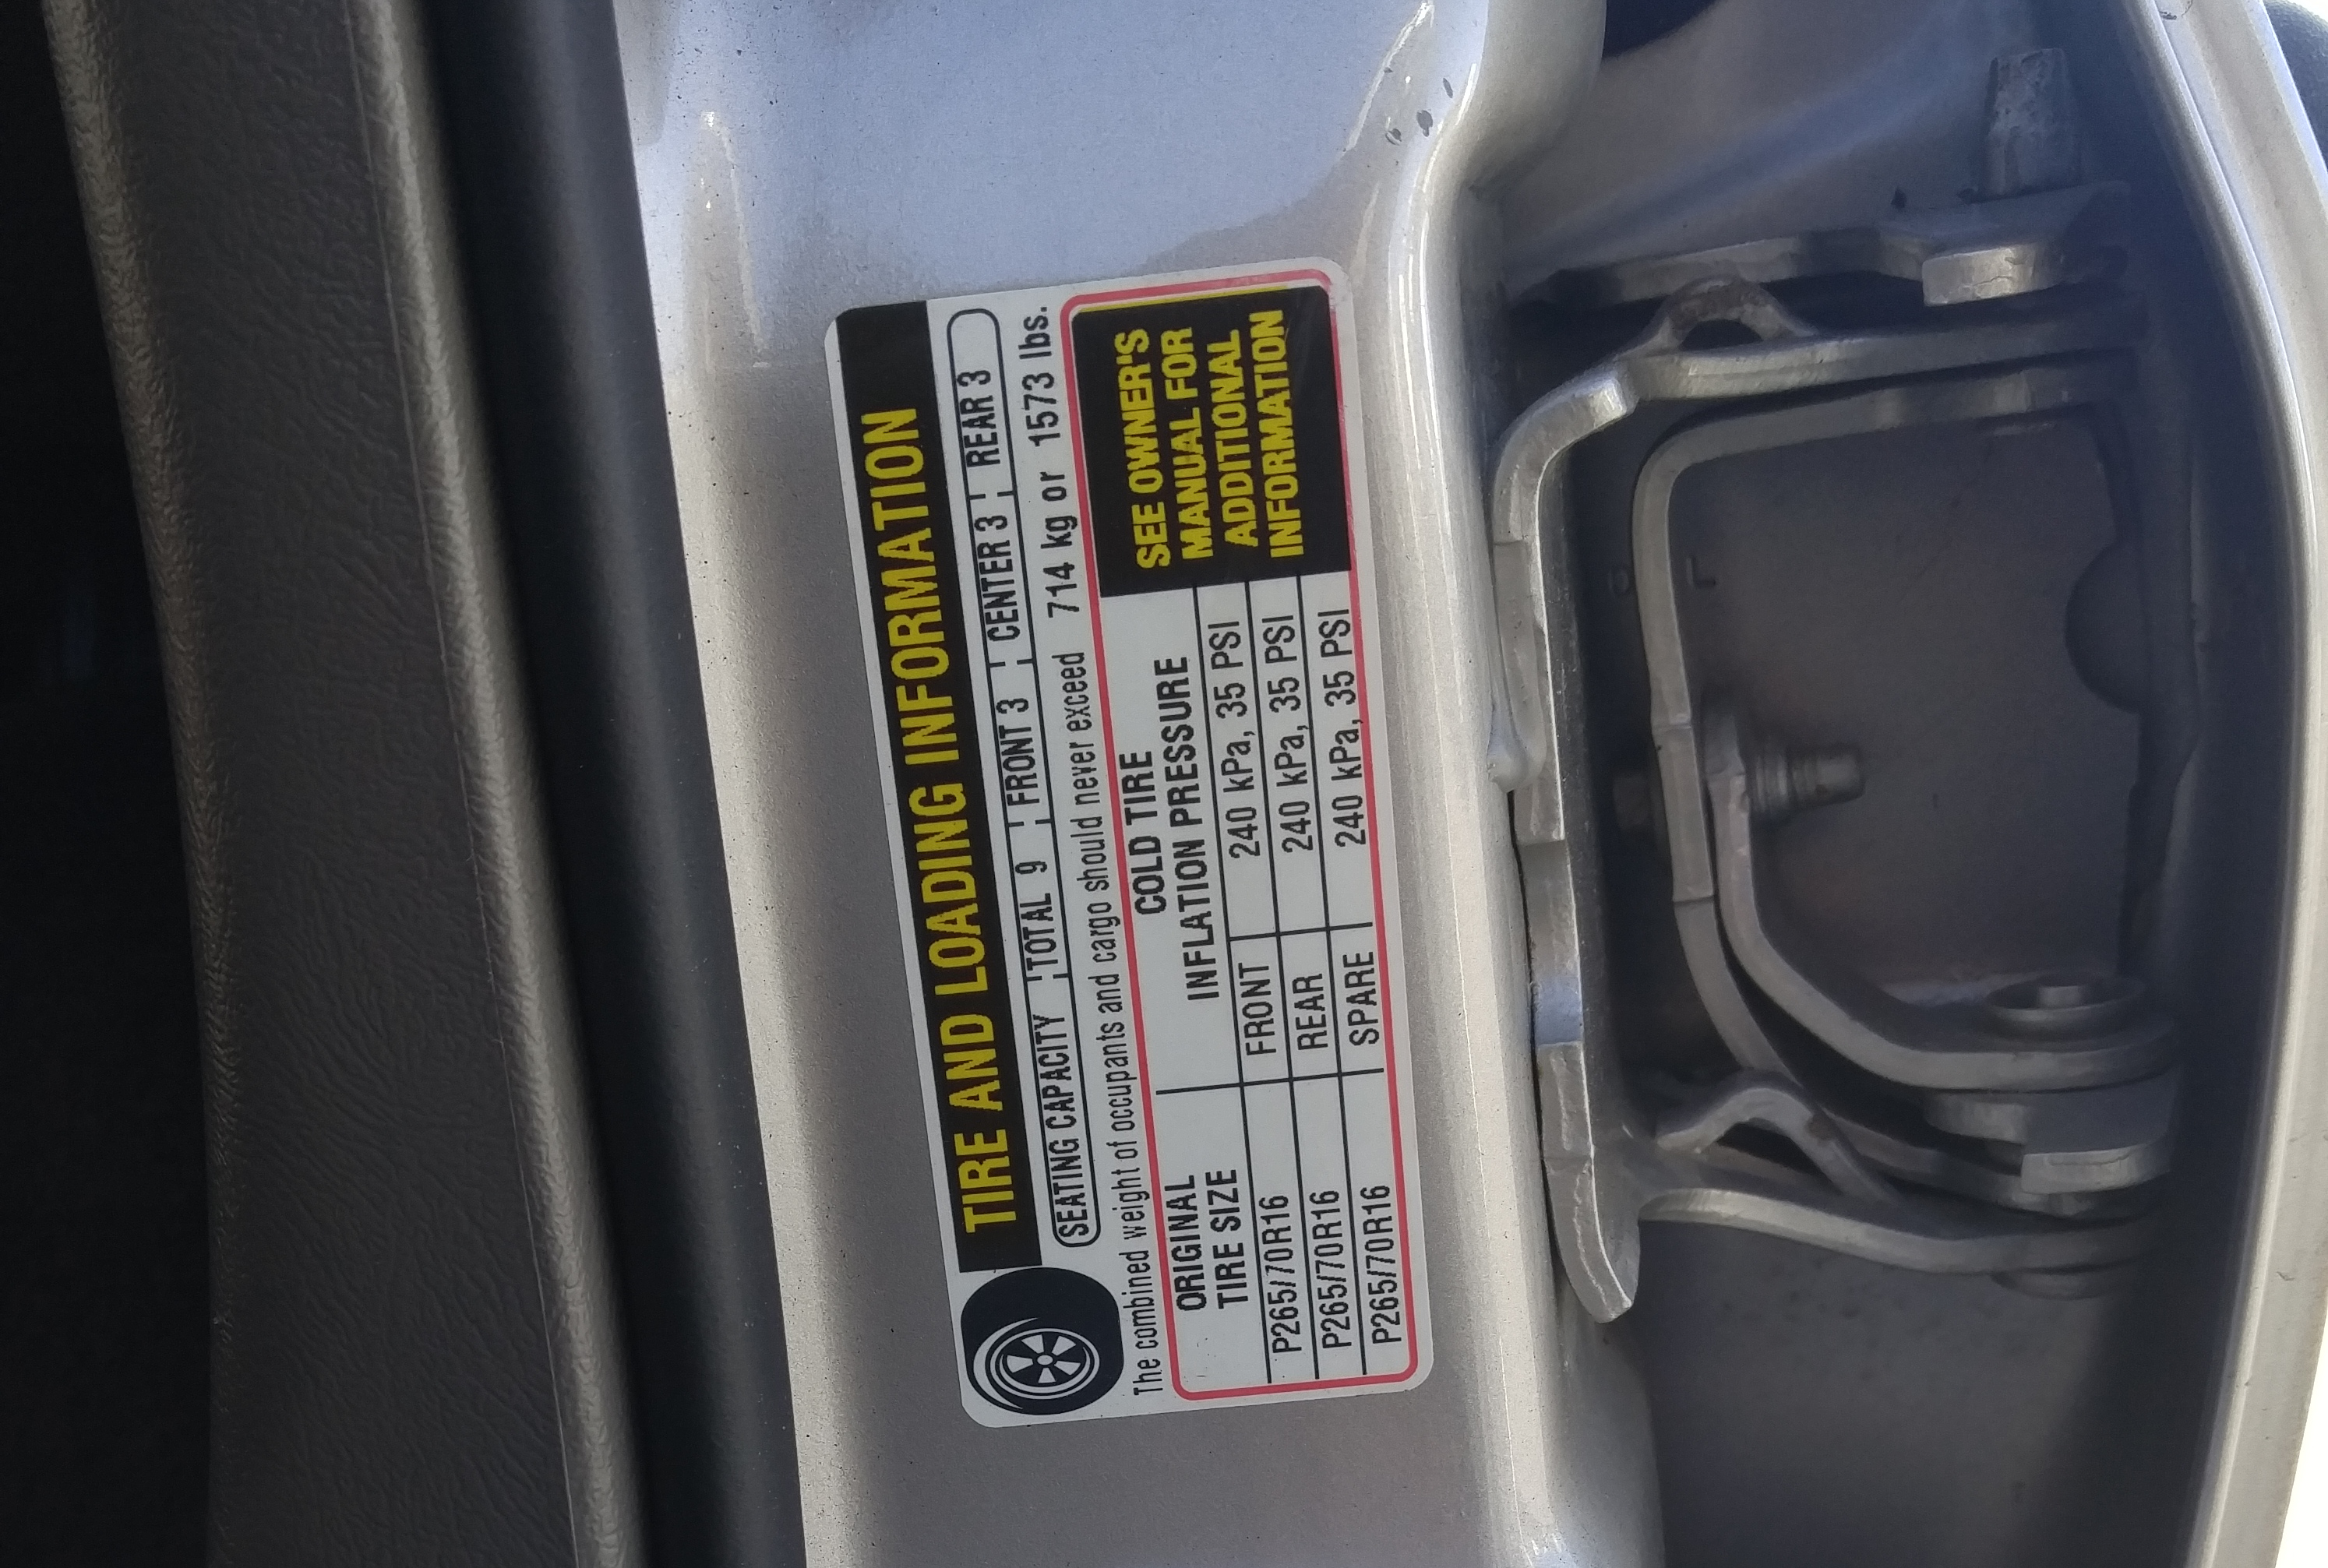 TIRE AND LOADING INFORMATION
SEATING CAPACITY TOTAL 9 FRONT 3 CENTER 3 REAR 3
The combined weight of occupants and cargo should never exceed 714 kg or 1573 lbs.
ORIGINAL
TIRE SIZE
COLD TIRE
INFLATION PRESSURE
P265/70R16 FRONT 240 kPa, 35 PSI
P265/70R16 REAR 240 kPa, 35 PSI
P265/70R16 SPARE 240 kPa, 35 PSI
SEE OWNER'S
MANUAL FOR
ADDITIONAL
INFORMATION